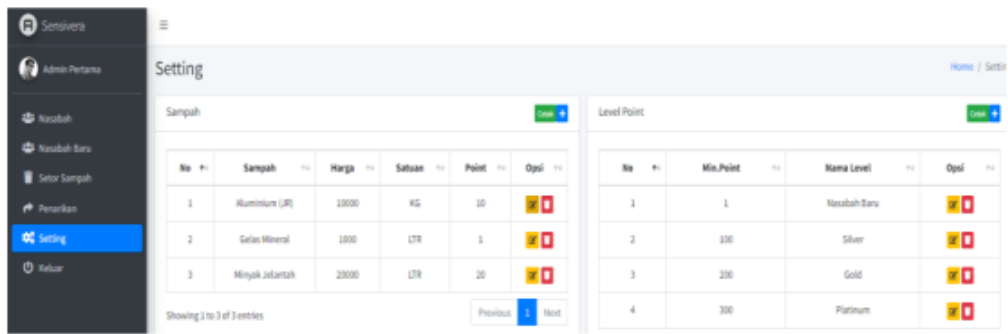 Sensivera
Admin Pertama
Nasabah
Nasabah Baru
Setor Sampah
Penarikan
Setting
Keluar
Setting
Home / Settin
Sampah
Cetak +
No Sampah Harga Satuan Point Opsi
1 Aluminium (JR) 10000 KG 10
2 Gelas Mineral 1000 LTR 1
3 Minyak Jelantah 20000 LTR 20
Showing 1 to 3 of 3 entries
Previous 1 Next
Level Point
Cetak +
No Min.Point Nama Level Opsi
1 1 Nasabah Baru
2 100 Silver
3 200 Gold
4 300 Platinum